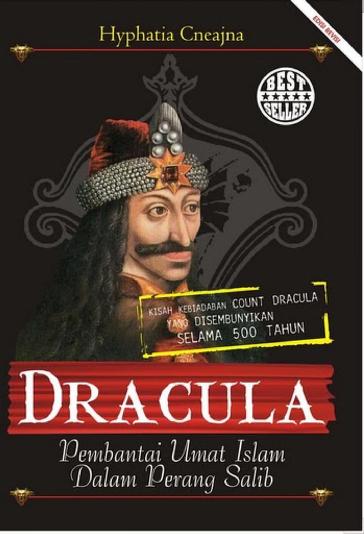 EDISI REVISI
Hyphatia Cneajna
BEST
SELLER
KISAH KEBIADABAN COUNT DRACULA
YANG DISEMBUNYIKAN
SELAMA 500 TAHUN
DRACULA
Pembantai Umat Islam
Dalam Perang Salib